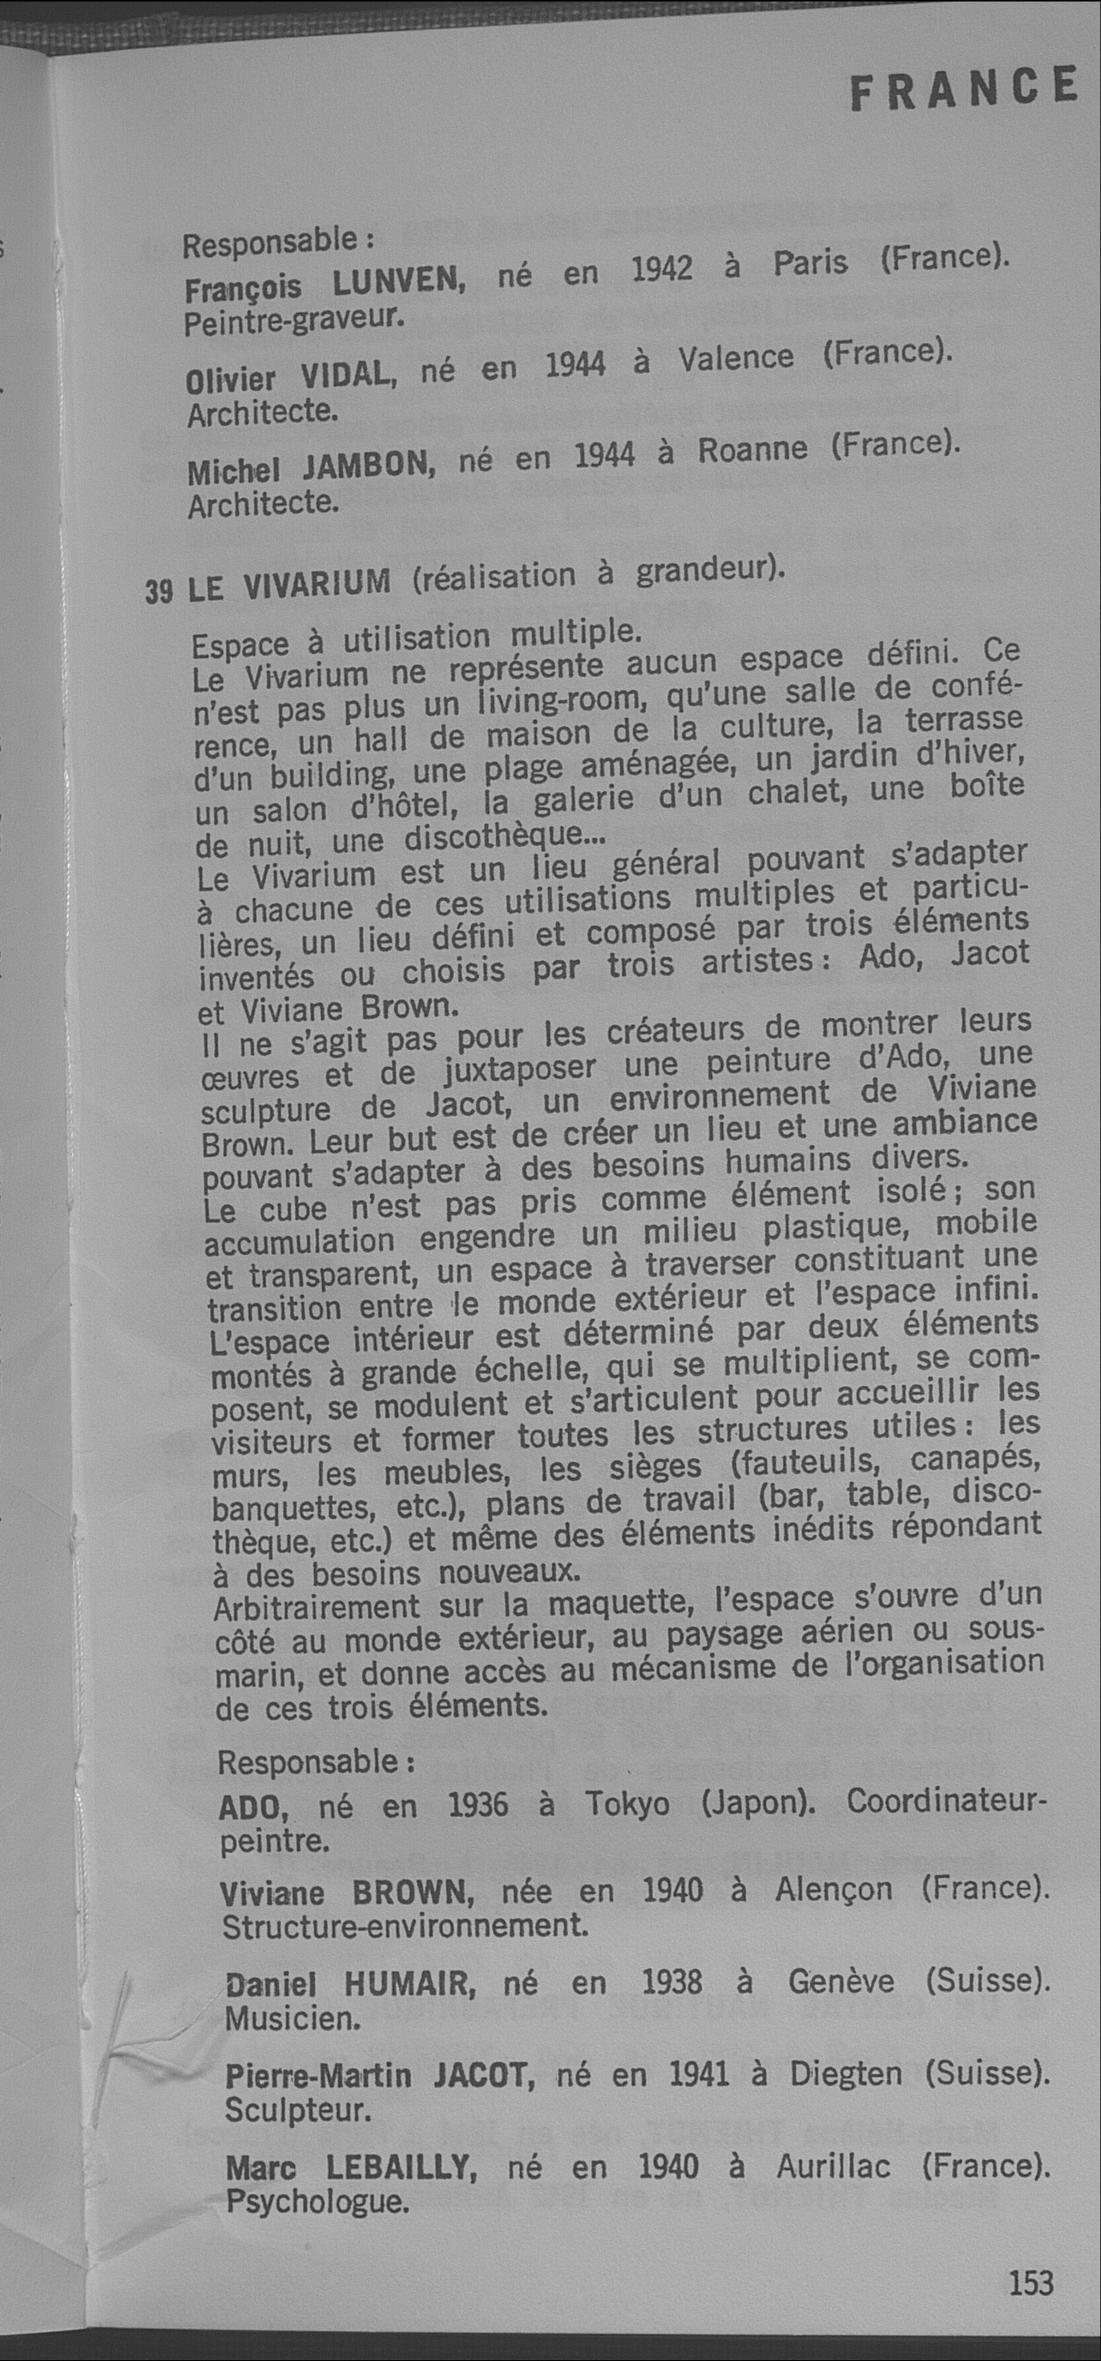 FRANCE
Responsable :
François LUNVEN, né en 1942 à Paris (France).
Peintre-graveur.
Olivier VIDAL, né en 1944 à Valence (France).
Architecte.
Michel JAMBON, né en 1944 à Roanne (France).
Architecte.
39 LE VIVARIUM (réalisation à grandeur).
Espace à utilisation multiple.
Le Vivarium ne représente aucun espace défini. Ce
n'est pas plus un living-room, qu'une salle de confé-
rence, un hall de maison de la culture, la terrasse
d'un building, une plage aménagée, un jardin d'hiver,
un salon d'hôtel, la galerie d'un chalet, une boîte
de nuit, une discothèque...
Le Vivarium est un lieu général pouvant s'adapter
à chacune de ces utilisations multiples et particu-
lières, un lieu défini et composé par trois éléments
inventés ou choisis par trois artistes : Ado, Jacot
et Viviane Brown.
Il ne s'agit pas pour les créateurs de montrer leurs
œuvres et de juxtaposer une peinture d'Ado, une
sculpture de Jacot, un environnement de Viviane
Brown. Leur but est de créer un lieu et une ambiance
pouvant s'adapter à des besoins humains divers.
Le cube n'est pas pris comme élément isolé ; son
accumulation engendre un milieu plastique, mobile
et transparent, un espace à traverser constituant une
transition entre le monde extérieur et l'espace infini.
L'espace intérieur est déterminé par deux éléments
montés à grande échelle, qui se multiplient, se com-
posent, se modulent et s'articulent pour accueillir les
visiteurs et former toutes les structures utiles : les
murs, les meubles, les sièges (fauteuils, canapés,
banquettes, etc.), plans de travail (bar, table, disco-
thèque, etc.) et même des éléments inédits répondant
à des besoins nouveaux.
Arbitrairement sur la maquette, l'espace s'ouvre d'un
côté au monde extérieur, au paysage aérien ou sous-
marin, et donne accès au mécanisme de l'organisation
de ces trois éléments.
Responsable :
ADO, né en 1936 à Tokyo (Japon). Coordinateur-
peintre.
Viviane BROWN, née en 1940 à Alençon (France).
Structure-environnement.
Daniel HUMAIR, né en 1938 à Genève (Suisse).
Musicien.
Pierre-Martin JACOT, né en 1941 à Diegten (Suisse).
Sculpteur.
Marc LEBAILLY, né en 1940 à Aurillac (France).
Psychologue.
153